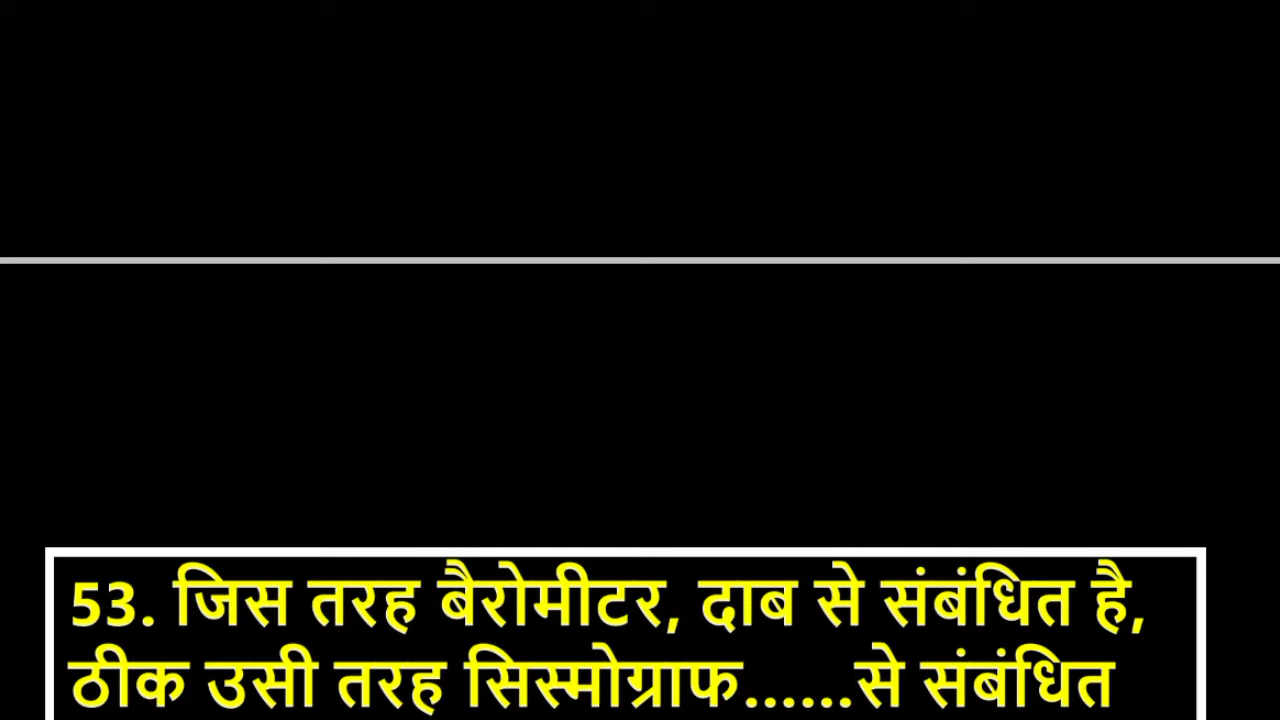 53. जिस तरह बैरोमीटर, दाब से संबंधित है,
ठीक उसी तरह सिस्मोग्राफ......से संबंधित